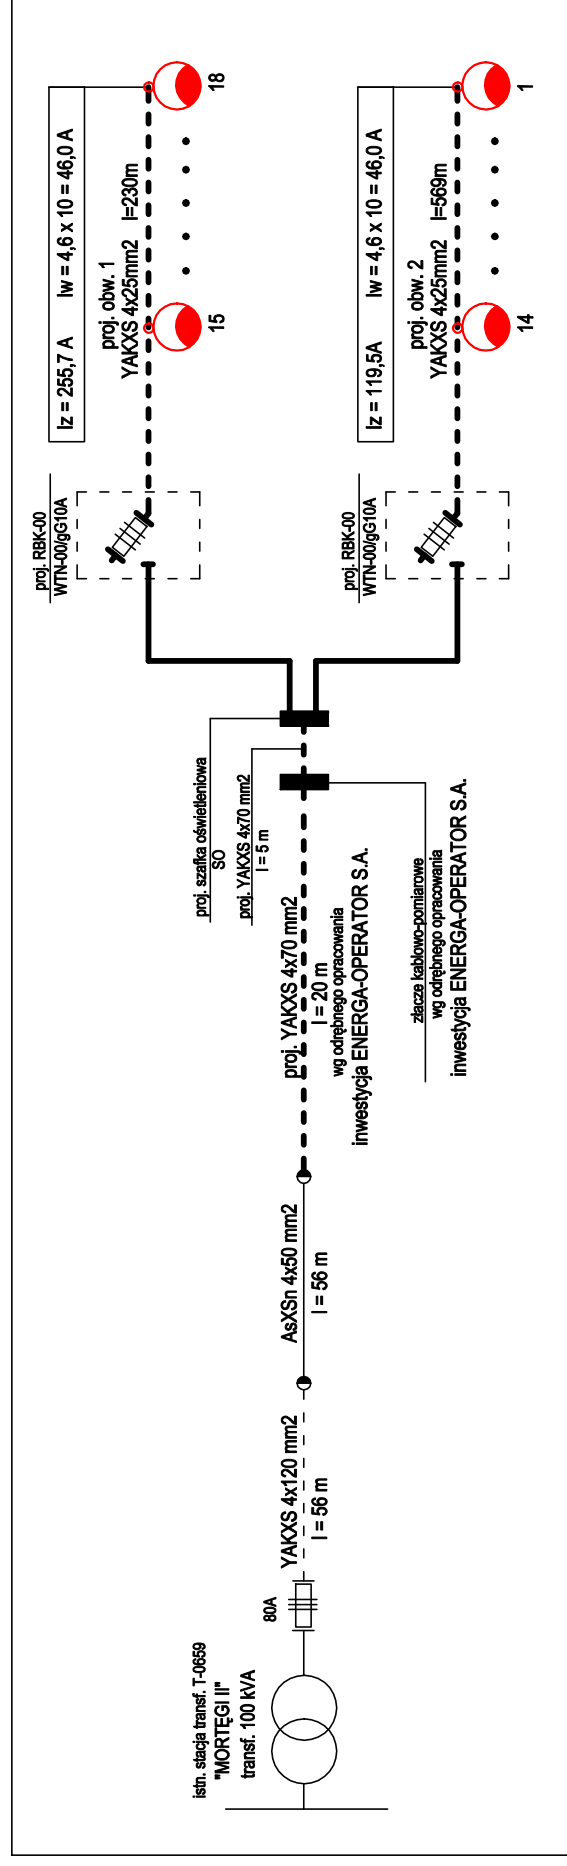 istn. stacja transf. T-0659
"MORTĘGI II"
transf. 100 kVA
80A
YAKXS 4x120 mm2
l = 56 m
AsXSn 4x50 mm2
l = 56 m
proj. YAKXS 4x70 mm2
l = 20 m
wg odrębnego opracowania
inwestycja ENERGA-OPERATOR S.A.
złacze kablowo-pomiarowe
wg odrębnego opracowania
inwestycja ENERGA-OPERATOR S.A.
proj. szafka oświetleniowa
SO
proj. YAKXS 4x70 mm2
l = 5 m
proj. RBK-00
WTN-00/gG10A
Iz = 255,7 A Iw = 4,6 x 10 = 46,0 A
proj. obw. 1
YAKXS 4x25mm2 l=230m
15
18
proj. RBK-00
WTN-00/gG10A
Iz = 119,5A Iw = 4,6 x 10 = 46,0 A
proj. obw. 2
YAKXS 4x25mm2 l=569m
14
1